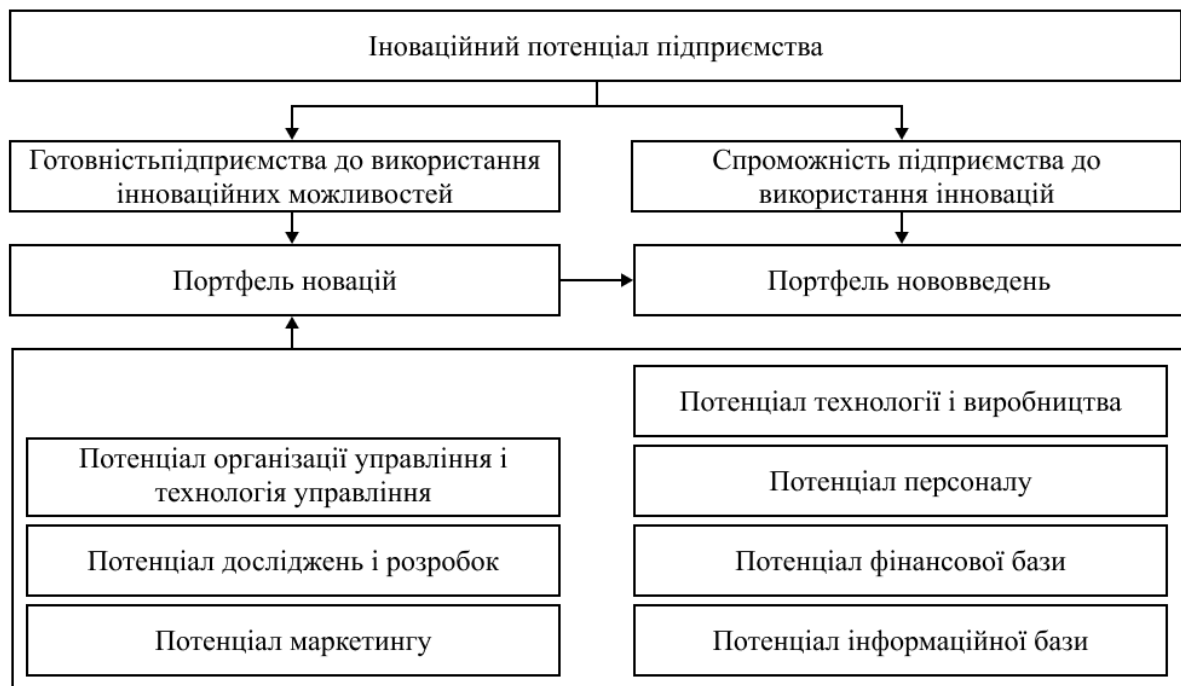 Іноваційний потенціал підприємства
Готовністьпідприємства до використання
інноваційних можливостей
Спроможність підприємства до
використання інновацій
Портфель новацій
Портфель нововведень
Потенціал організації управління і
технологія управління
Потенціал досліджень і розробок
Потенціал маркетингу
Потенціал технології і виробництва
Потенціал персоналу
Потенціал фінансової бази
Потенціал інформаційної бази